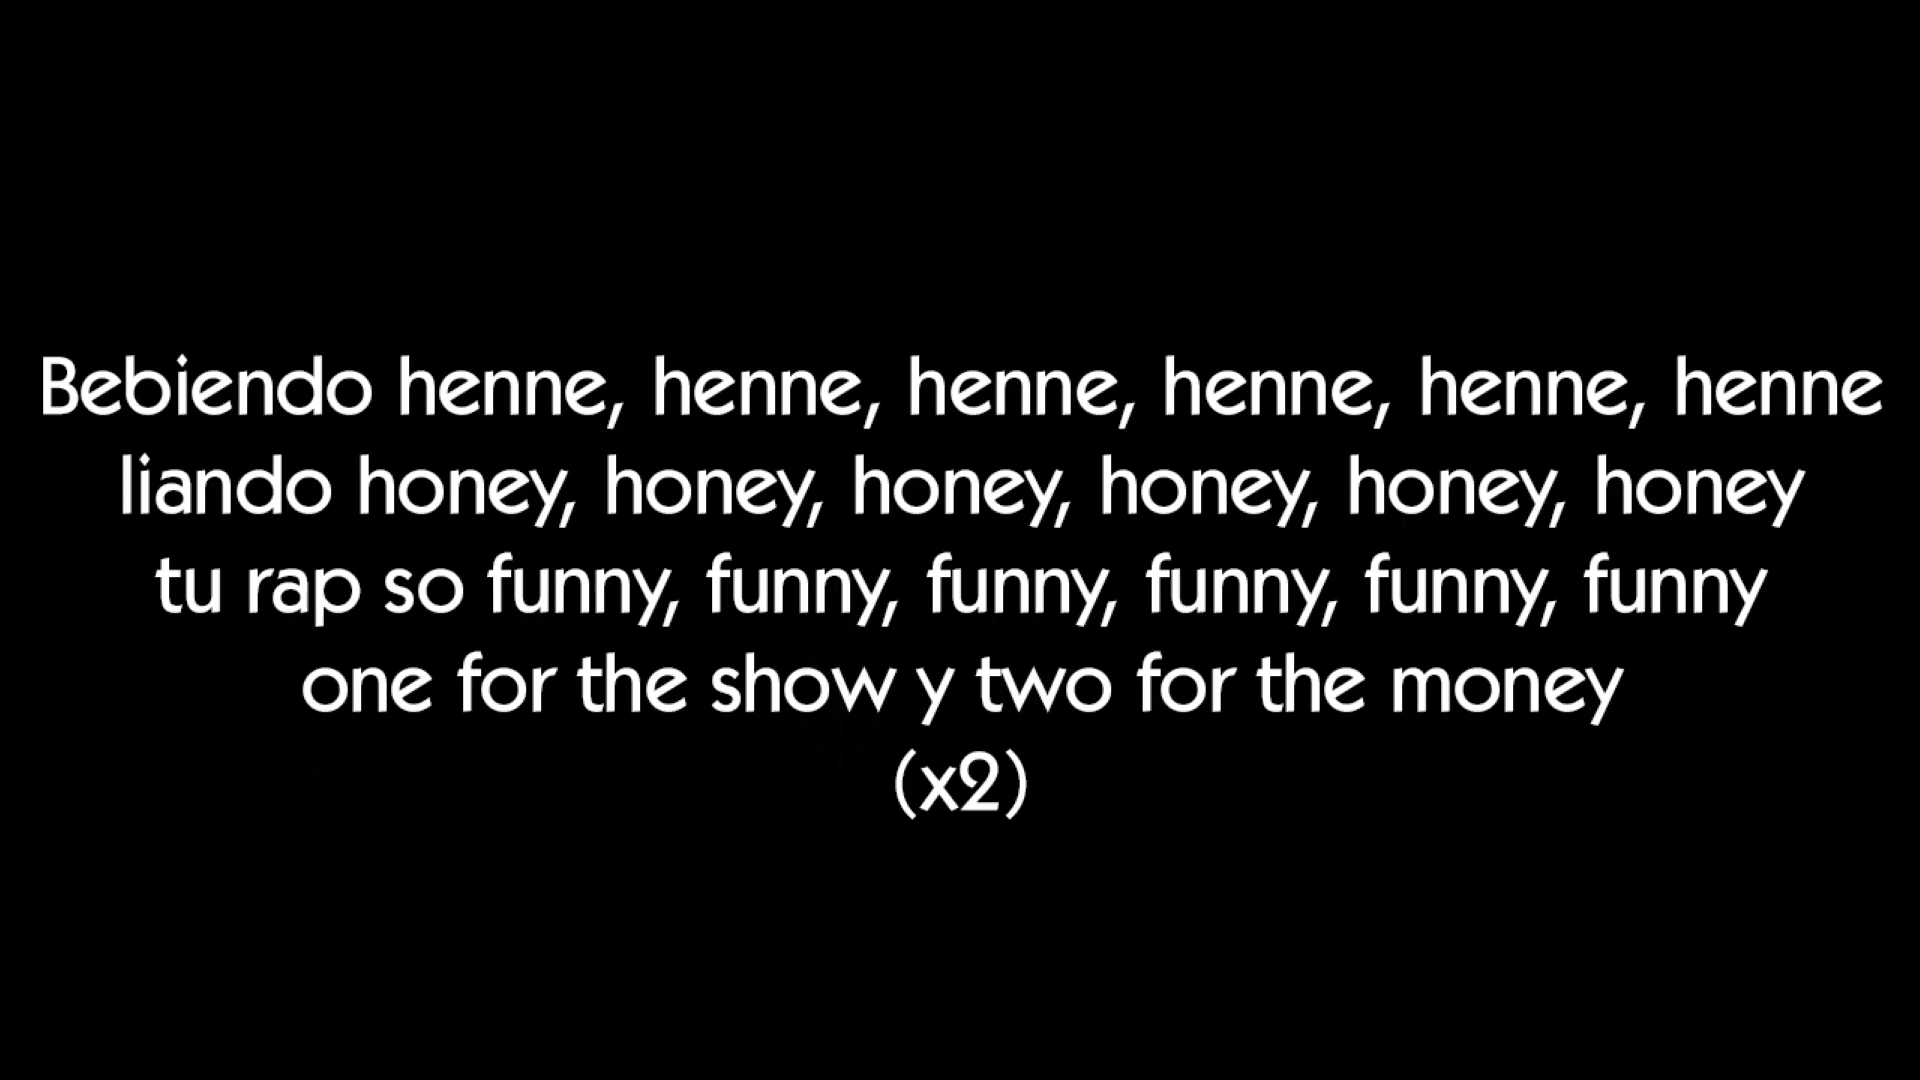 Bebiendo henne, henne, henne, henne, henne, henne
liando honey, honey, honey, honey, honey, honey
tu rap so funny, funny, funny, funny, funny, funny
one for the show y two for the money
(x2)